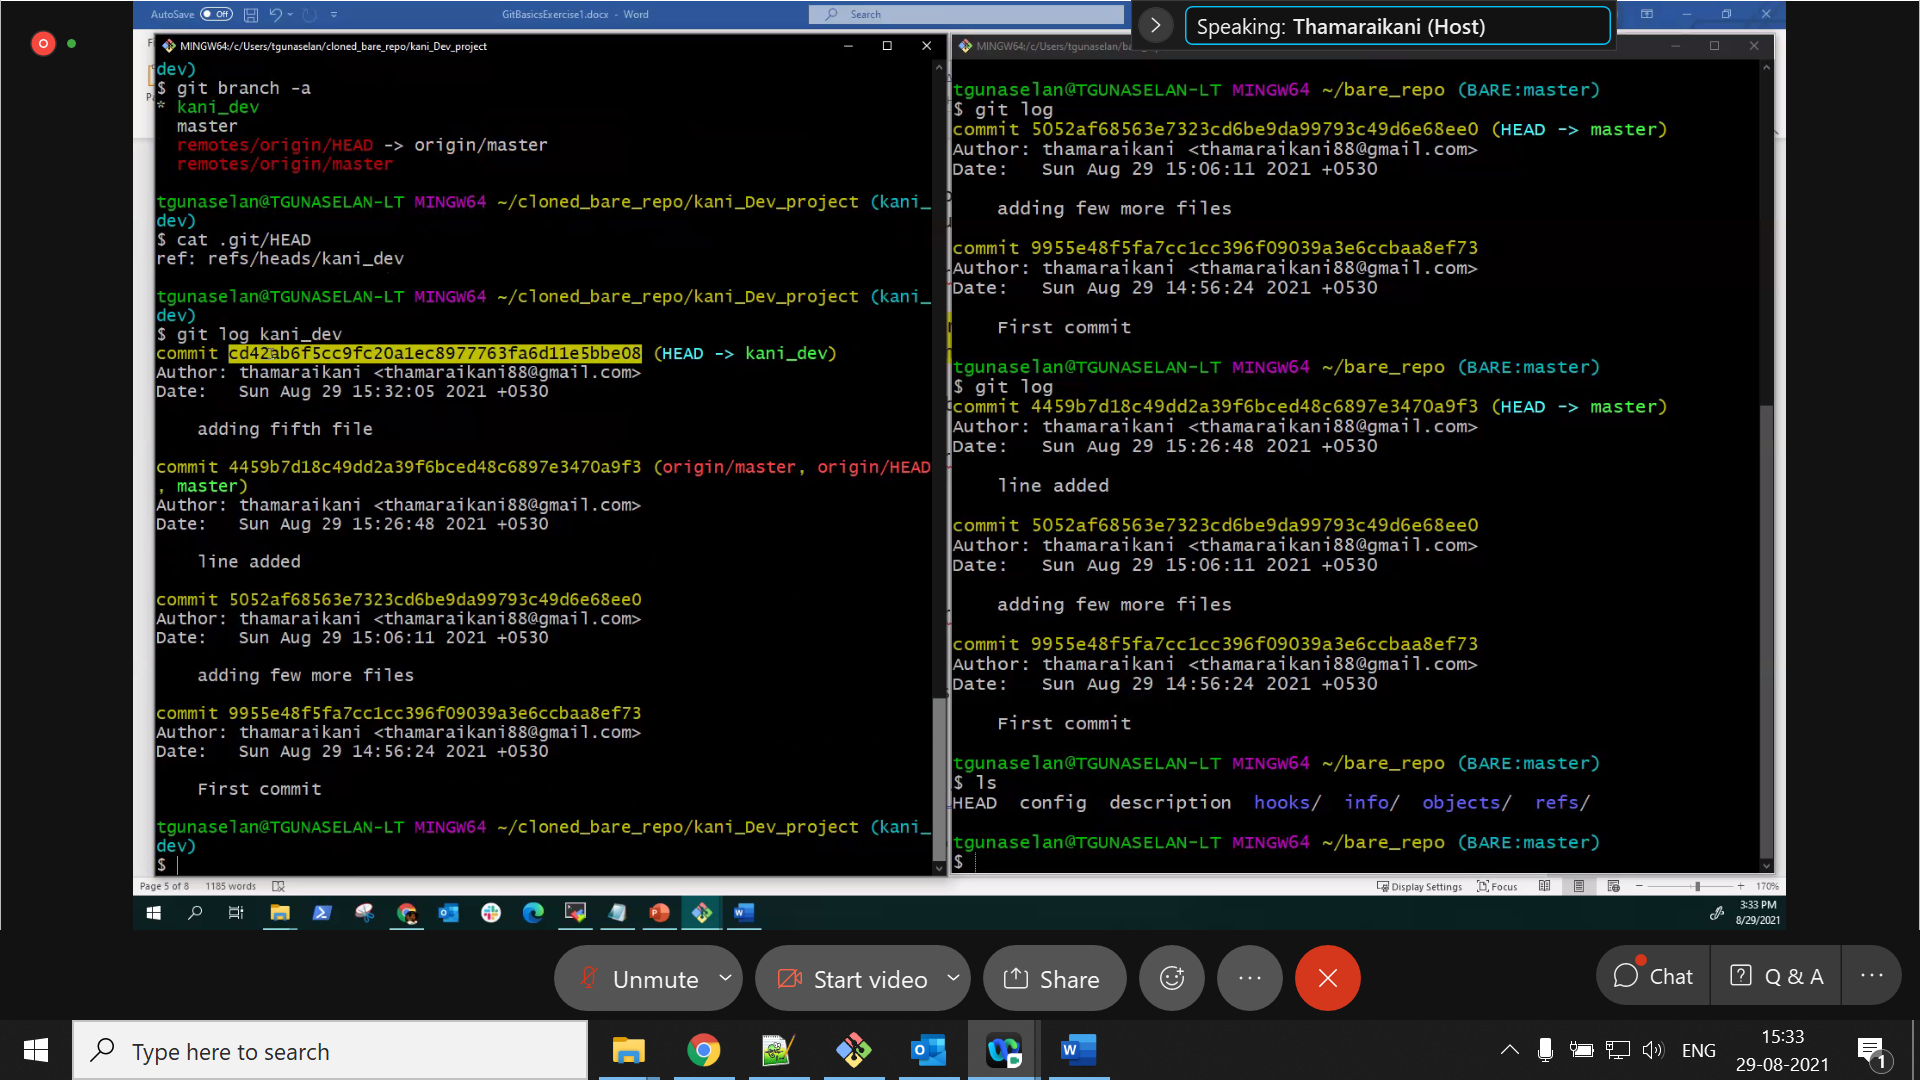 AutoSave Off GitBasicsExercise1.docx - Word Search
Speaking: Thamaraikani (Host)
MINGW64:/c/Users/tgunaselan/cloned_bare_repo/kani_Dev_project
dev)
$ git branch -a
* kani_dev
master
remotes/origin/HEAD -> origin/master
remotes/origin/master
tgunaselan@TGUNASELAN-LT MINGW64 ~/cloned_bare_repo/kani_Dev_project (kani_
dev)
$ cat .git/HEAD
ref: refs/heads/kani_dev
tgunaselan@TGUNASELAN-LT MINGW64 ~/cloned_bare_repo/kani_Dev_project (kani_
dev)
$ git log kani_dev
commit cd42ab6f5cc9fc20a1ec8977763fa6d11e5bbe08 (HEAD -> kani_dev)
Author: thamaraikani <thamaraikani88@gmail.com>
Date: Sun Aug 29 15:32:05 2021 +0530
adding fifth file
commit 4459b7d18c49dd2a39f6bced48c6897e3470a9f3 (origin/master, origin/HEAD
, master)
Author: thamaraikani <thamaraikani88@gmail.com>
Date: Sun Aug 29 15:26:48 2021 +0530
line added
commit 5052af68563e7323cd6be9da99793c49d6e68ee0
Author: thamaraikani <thamaraikani88@gmail.com>
Date: Sun Aug 29 15:06:11 2021 +0530
adding few more files
commit 9955e48f5fa7cc1cc396f09039a3e6ccbaa8ef73
Author: thamaraikani <thamaraikani88@gmail.com>
Date: Sun Aug 29 14:56:24 2021 +0530
First commit
tgunaselan@TGUNASELAN-LT MINGW64 ~/cloned_bare_repo/kani_Dev_project (kani_
dev)
$
MINGW64:/c/Users/tgunaselan/
tgunaselan@TGUNASELAN-LT MINGW64 ~/bare_repo (BARE:master)
$ git log
commit 5052af68563e7323cd6be9da99793c49d6e68ee0 (HEAD -> master)
Author: thamaraikani <thamaraikani88@gmail.com>
Date: Sun Aug 29 15:06:11 2021 +0530
adding few more files
commit 9955e48f5fa7cc1cc396f09039a3e6ccbaa8ef73
Author: thamaraikani <thamaraikani88@gmail.com>
Date: Sun Aug 29 14:56:24 2021 +0530
First commit
tgunaselan@TGUNASELAN-LT MINGW64 ~/bare_repo (BARE:master)
$ git log
commit 4459b7d18c49dd2a39f6bced48c6897e3470a9f3 (HEAD -> master)
Author: thamaraikani <thamaraikani88@gmail.com>
Date: Sun Aug 29 15:26:48 2021 +0530
line added
commit 5052af68563e7323cd6be9da99793c49d6e68ee0
Author: thamaraikani <thamaraikani88@gmail.com>
Date: Sun Aug 29 15:06:11 2021 +0530
adding few more files
commit 9955e48f5fa7cc1cc396f09039a3e6ccbaa8ef73
Author: thamaraikani <thamaraikani88@gmail.com>
Date: Sun Aug 29 14:56:24 2021 +0530
First commit
tgunaselan@TGUNASELAN-LT MINGW64 ~/bare_repo (BARE:master)
$ ls
HEAD config description hooks/ info/ objects/ refs/
tgunaselan@TGUNASELAN-LT MINGW64 ~/bare_repo (BARE:master)
$
Page 5 of 8 1185 words Display Settings Focus 170%
3:33 PM
8/29/2021
Unmute Start video Share Chat Q & A
Type here to search
ENG
15:33
29-08-2021
1